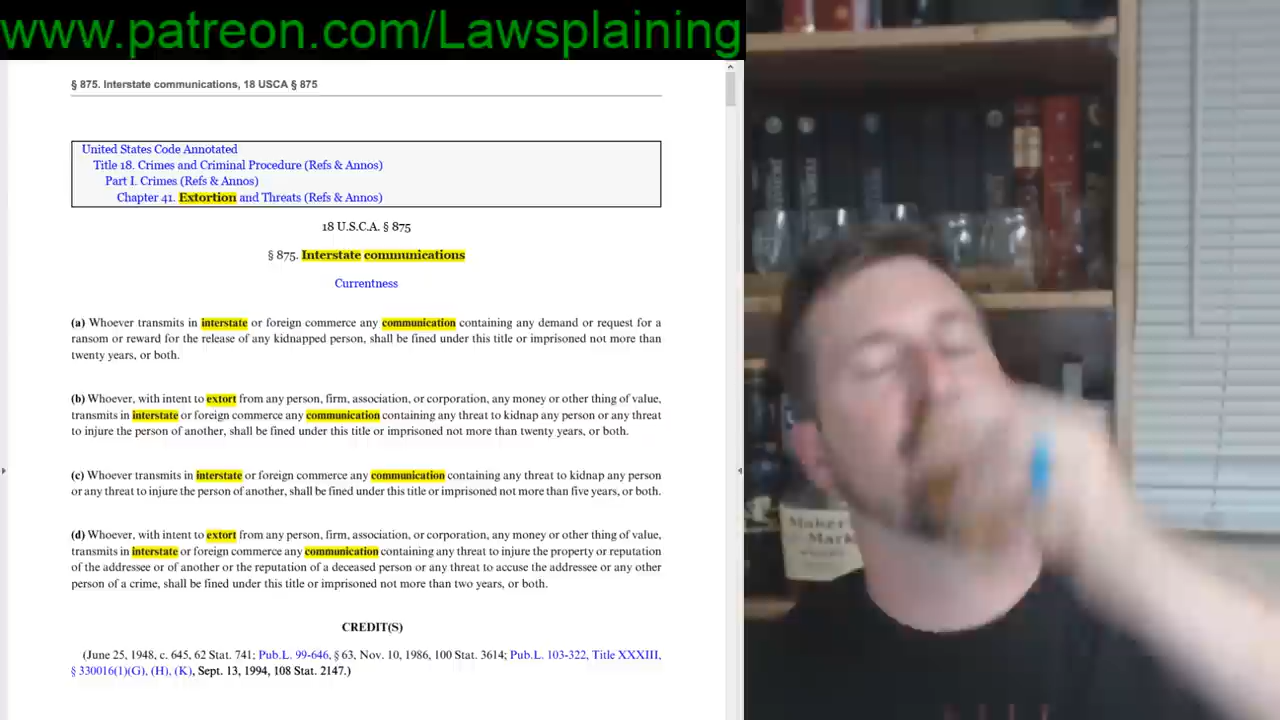 www.patreon.com/Lawsplaining
§ 875. Interstate communications, 18 USCA § 875
United States Code Annotated
Title 18. Crimes and Criminal Procedure (Refs & Annos)
Part I. Crimes (Refs & Annos)
Chapter 41. Extortion and Threats (Refs & Annos)
18 U.S.C.A. § 875
§ 875. Interstate communications
Currentness
(a) Whoever transmits in interstate or foreign commerce any communication containing any demand or request for a
ransom or reward for the release of any kidnapped person, shall be fined under this title or imprisoned not more than
twenty years, or both.
(b) Whoever, with intent to extort from any person, firm, association, or corporation, any money or other thing of value,
transmits in interstate or foreign commerce any communication containing any threat to kidnap any person or any threat
to injure the person of another, shall be fined under this title or imprisoned not more than twenty years, or both.
(c) Whoever transmits in interstate or foreign commerce any communication containing any threat to kidnap any person
or any threat to injure the person of another, shall be fined under this title or imprisoned not more than five years, or both.
(d) Whoever, with intent to extort from any person, firm, association, or corporation, any money or other thing of value,
transmits in interstate or foreign commerce any communication containing any threat to injure the property or reputation
of the addressee or of another or the reputation of a deceased person or any threat to accuse the addressee or any other
person of a crime, shall be fined under this title or imprisoned not more than two years, or both.
CREDIT(S)
(June 25, 1948, c. 645, 62 Stat. 741; Pub.L. 99-646, § 63, Nov. 10, 1986, 100 Stat. 3614; Pub.L. 103-322, Title XXXIII,
§ 330016(1)(G), (H), (K), Sept. 13, 1994, 108 Stat. 2147.)
Maker
Mark